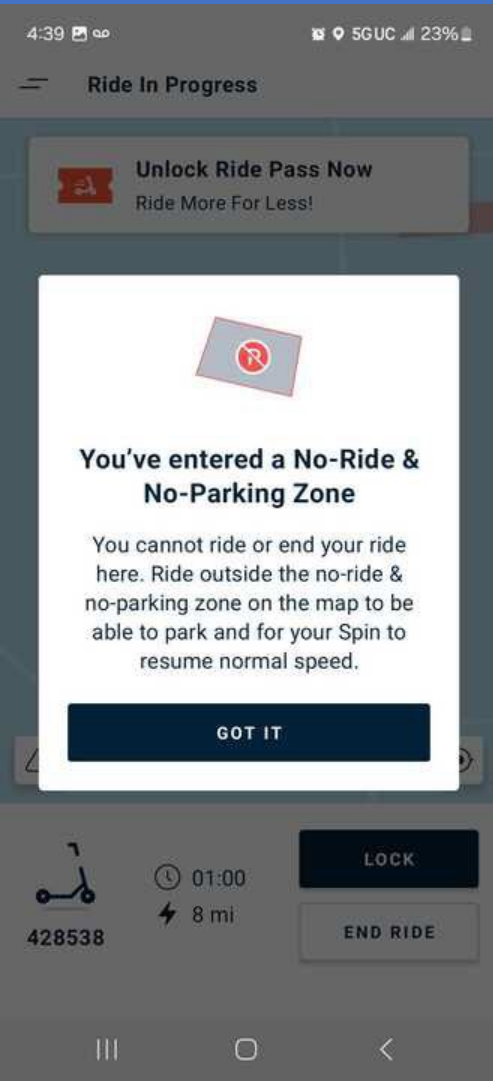 4:39 5G UC 23%
Ride In Progress
Unlock Ride Pass Now
Ride More For Less!
You've entered a No-Ride &
No-Parking Zone
You cannot ride or end your ride
here. Ride outside the no-ride &
no-parking zone on the map to be
able to park and for your Spin to
resume normal speed.
GOT IT
01:00
LOCK
8 mi
428538
END RIDE